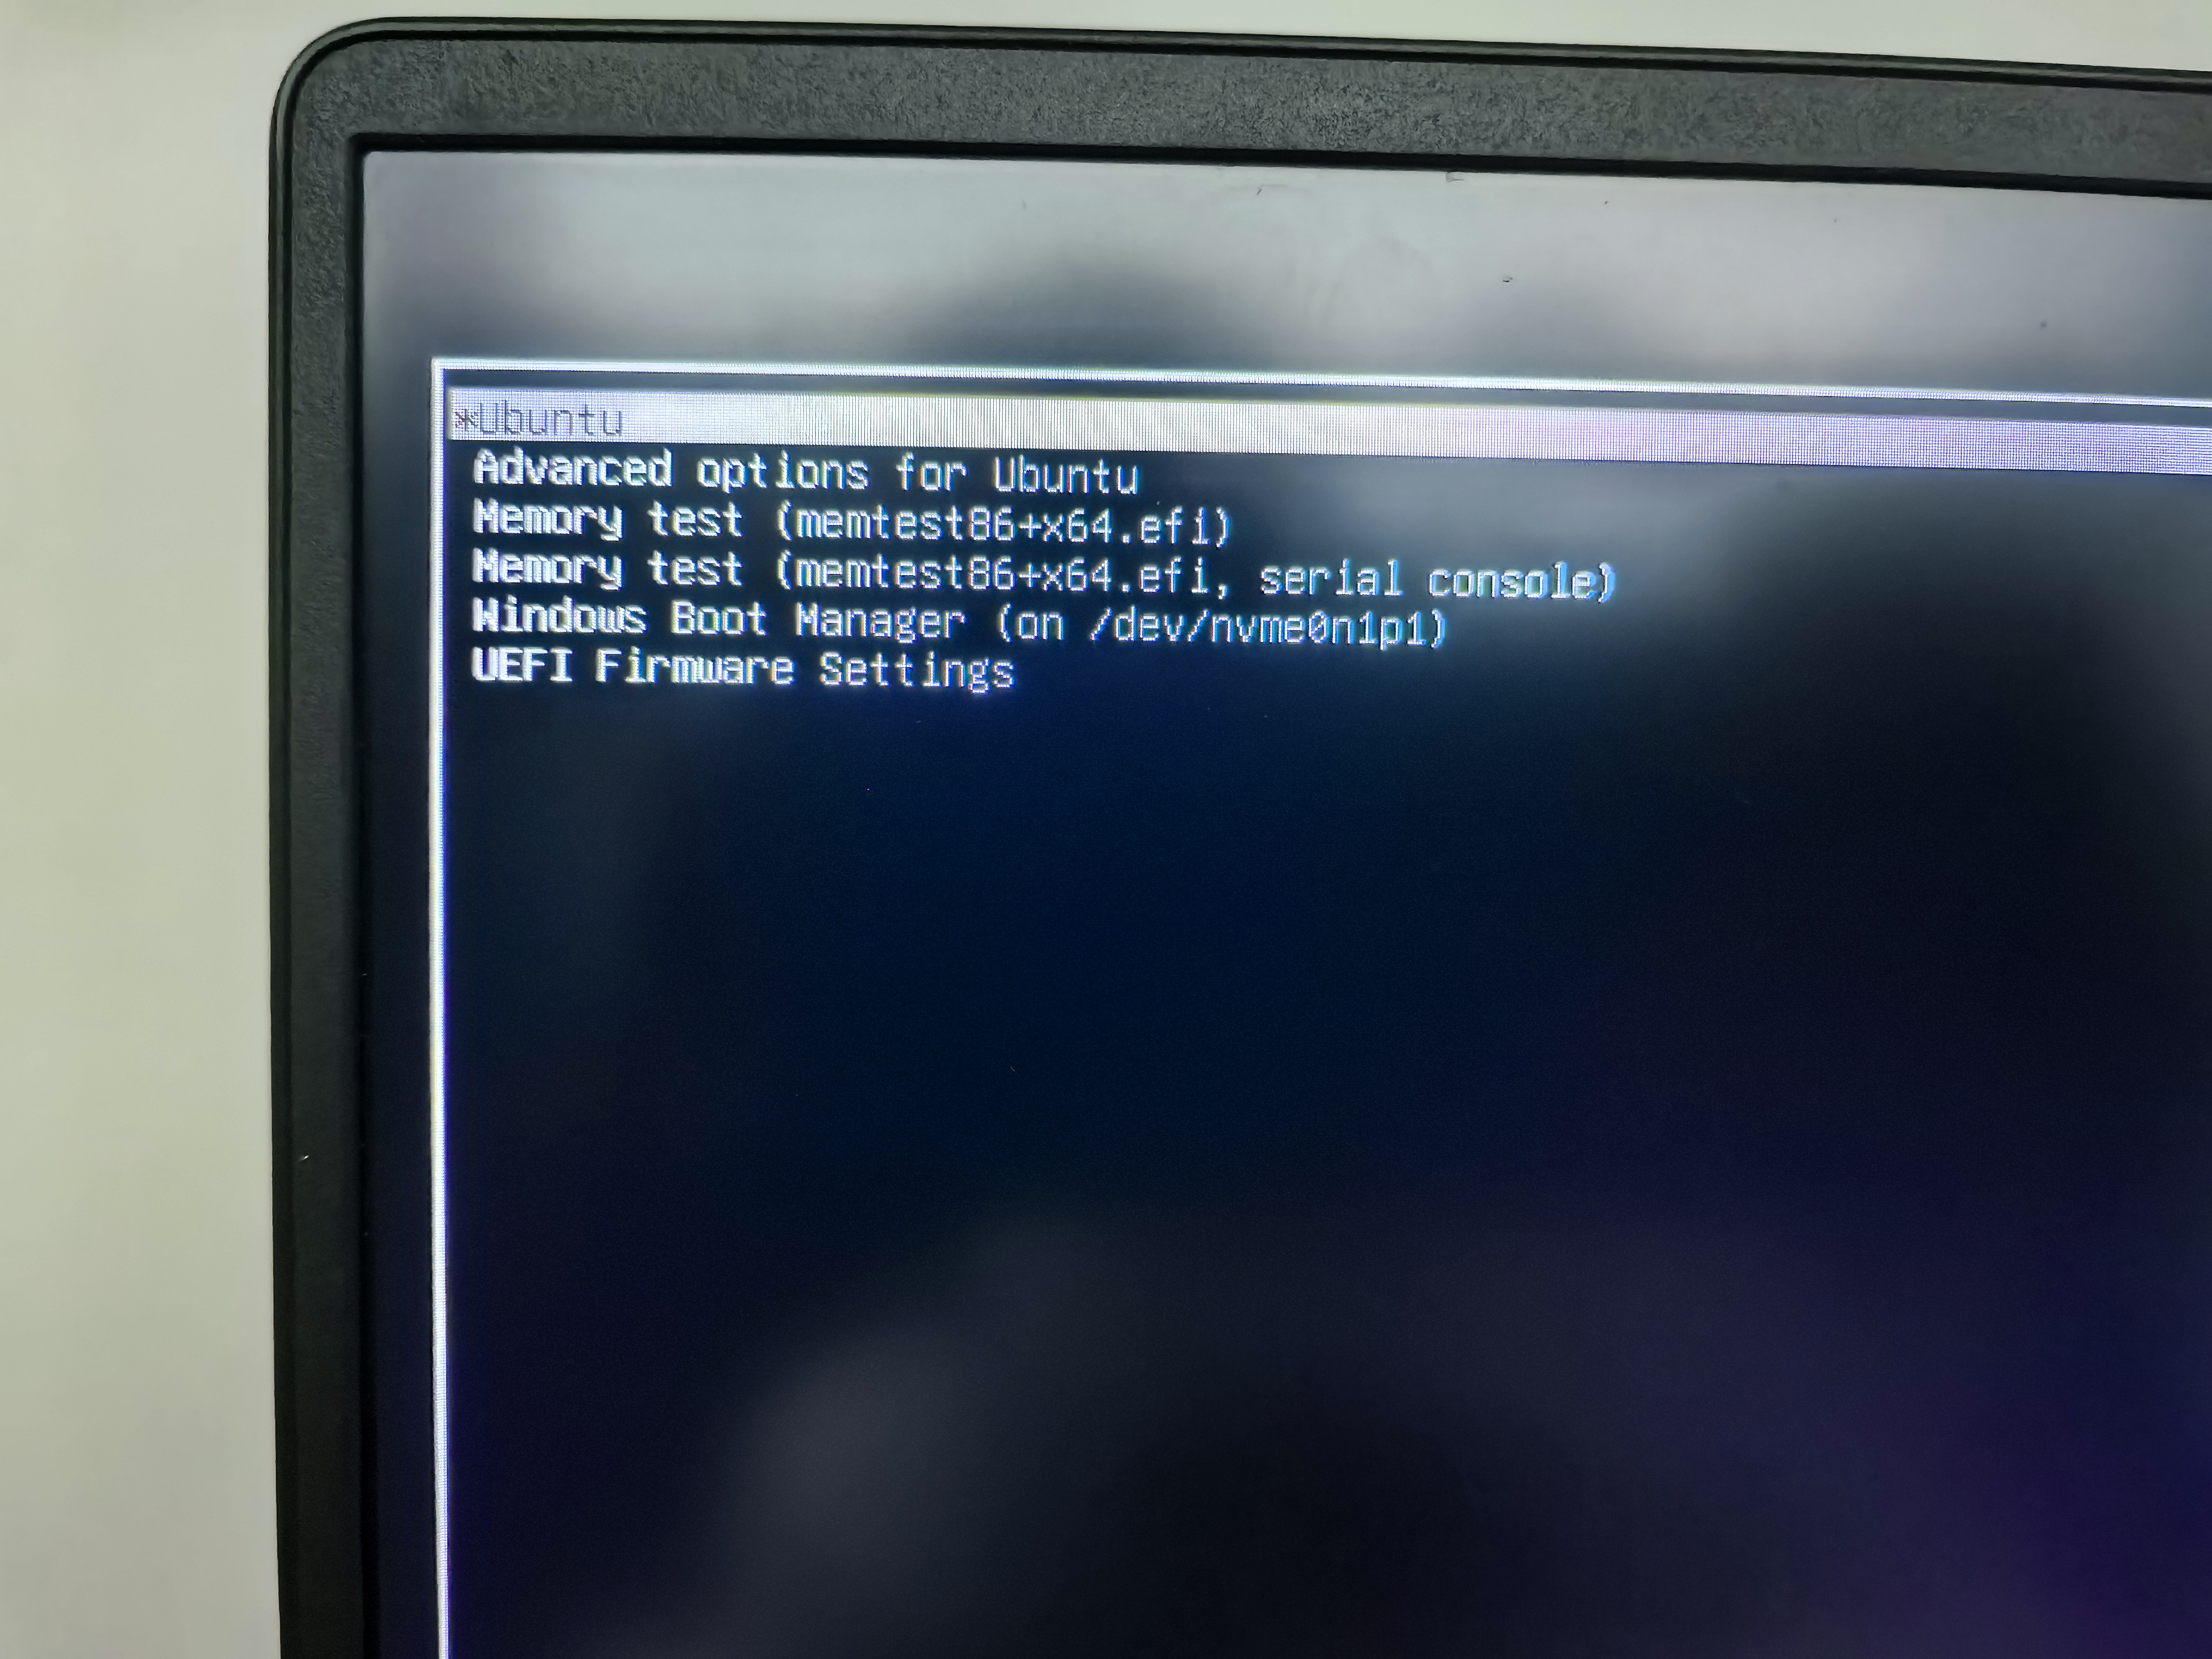 *Ubuntu
Advanced options for Ubuntu
Memory test (memtest86+x64.efi)
Memory test (memtest86+x64.efi, serial console)
Windows Boot Manager (on /dev/nvme0n1p1)
UEFI Firmware Settings